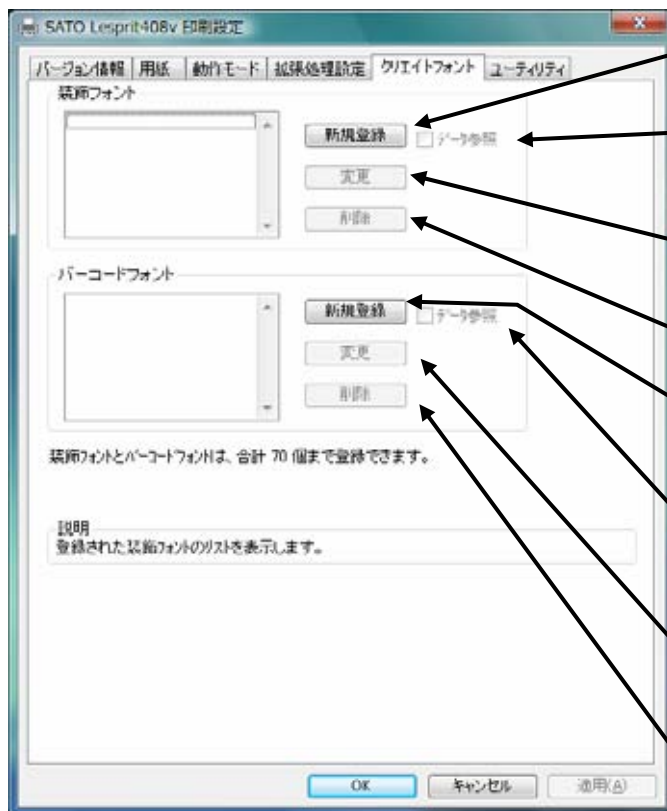 SATO Lesprit408v 印刷設定
バージョン情報 用紙 動作モード 拡張処理設定 クリエイトフォント ユーティリティ
装飾フォント
新規登録 データ参照
変更
削除
バーコードフォント
新規登録 データ参照
変更
削除
装飾フォントとバーコードフォントは、合計 70 個まで登録できます。
説明
登録された装飾フォントのリストを表示します。
OK キャンセル 適用(A)